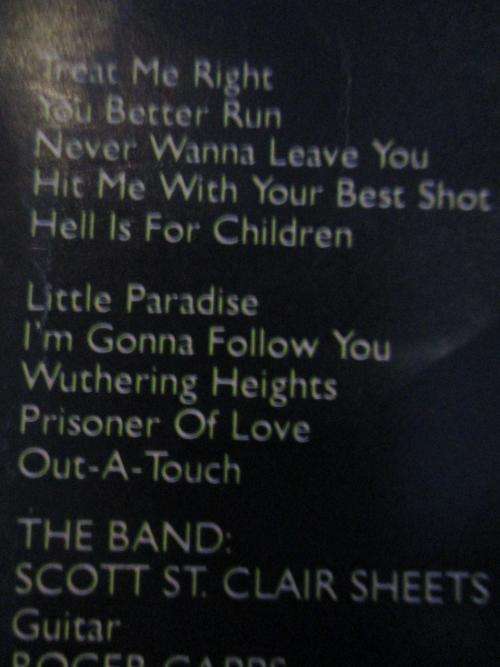 Treat Me Right
You Better Run
Never Wanna Leave You
Hit Me With Your Best Shot
Hell Is For Children
Little Paradise
I'm Gonna Follow You
Wuthering Heights
Prisoner Of Love
Out-A-Touch
THE BAND:
SCOTT ST. CLAIR SHEETS
Guitar
ROGER CAPPS